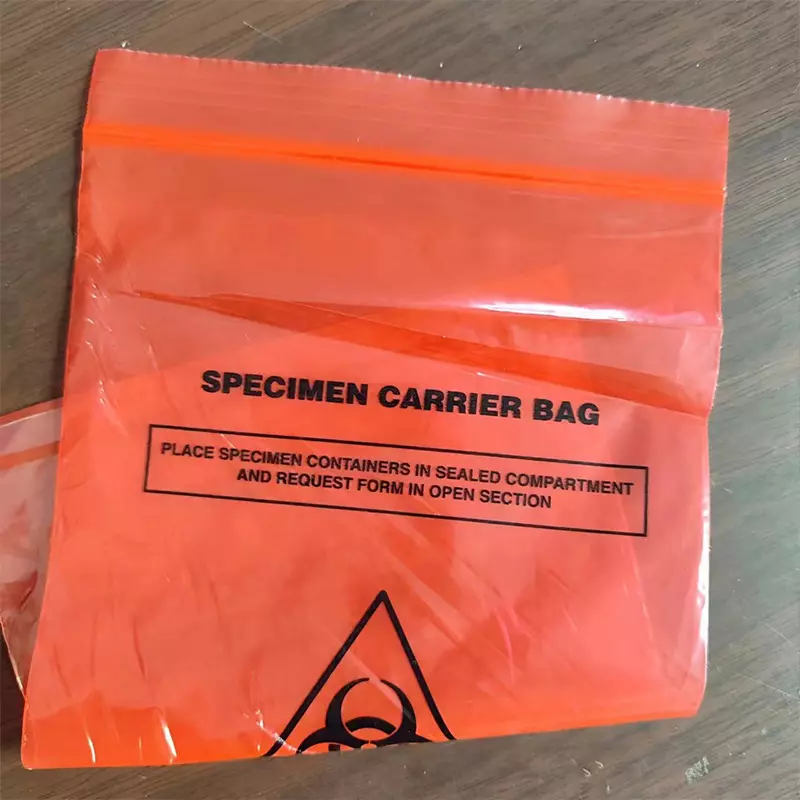 SPECIMEN CARRIER BAG
PLACE SPECIMEN CONTAINERS IN SEALED COMPARTMENT
AND REQUEST FORM IN OPEN SECTION